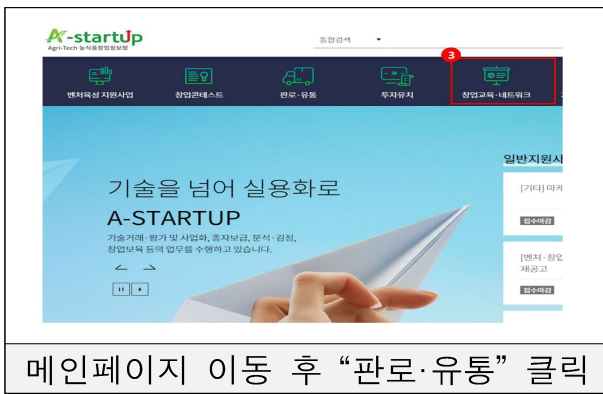 A-startup
Agri-Tech 농식품창업정보망
통합검색
3
벤처육성 지원사업
창업콘테스트
판로·유통
투자유치
창업교육·네트워크
일반지원사
[기타] 마케
접수마감
[벤처·창업
재공고
접수마감
기술을 넘어 실용화로
A-STARTUP
기술거래·평가 및 사업화, 종자보급, 분석·검정,
창업보육 등의 업무를 수행하고 있습니다.
메인페이지 이동 후 “판로·유통” 클릭